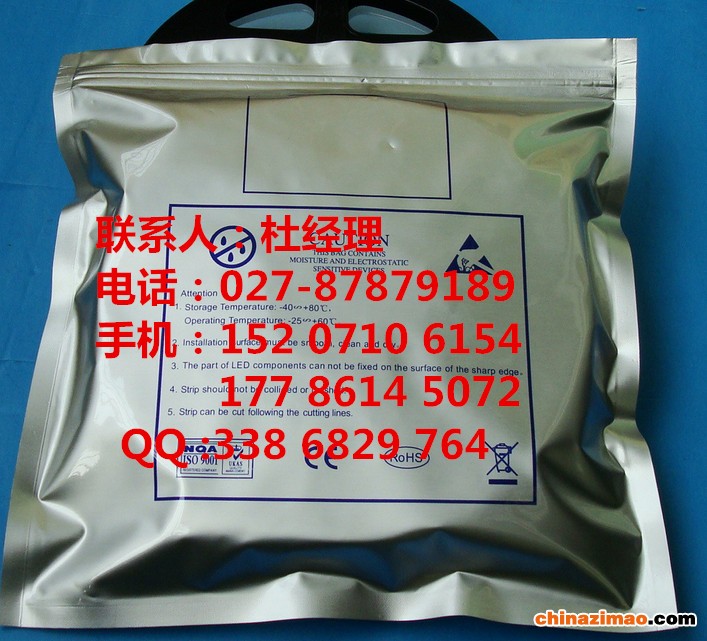 联系人：杜经理
CAUTION
THIS BAG CONTAINS
MOISTURE AND ELECTROSTATIC
SENSITIVE DEVICES
电话：027-87879189
Attention
1. Storage Temperature: -40∽+80℃,
Operating Temperature: -25∽+60℃
手机：152 0710 6154
2. Installation surface must be smooth, clean and dry.
3. The part of LED components can not be fixed on the surface of the sharp edge.
177 8614 5072
4. Strip should not be collided or
5. Strip can be cut following the cutting lines.
QQ :338 6829 764
NQA
ISO 9001
UKAS
CE
RoHS
chinazimao.com